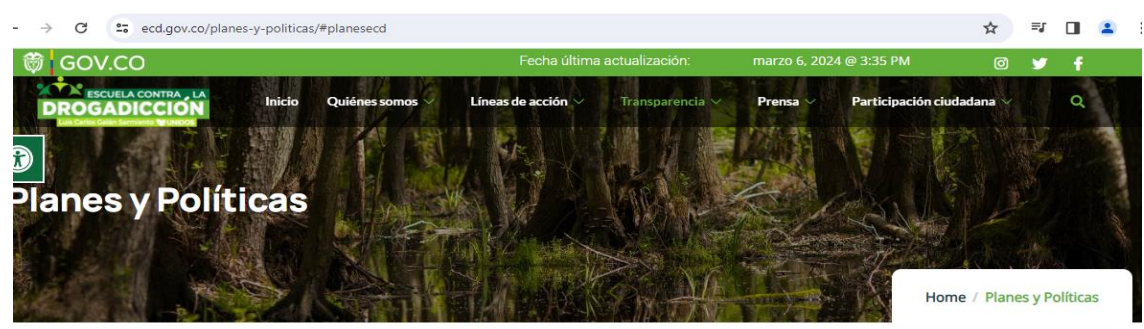 ecd.gov.co/planes-y-politicas/#planesecd
GOV.CO
Fecha última actualización: marzo 6, 2024 @ 3:35 PM
ESCUELA CONTRA LA
DROGADICCIÓN
Luis Carlos Galán Sarmiento UNIDOS
Inicio Quiénes somos Líneas de acción Transparencia Prensa Participación ciudadana
Planes y Políticas
Home / Planes y Políticas